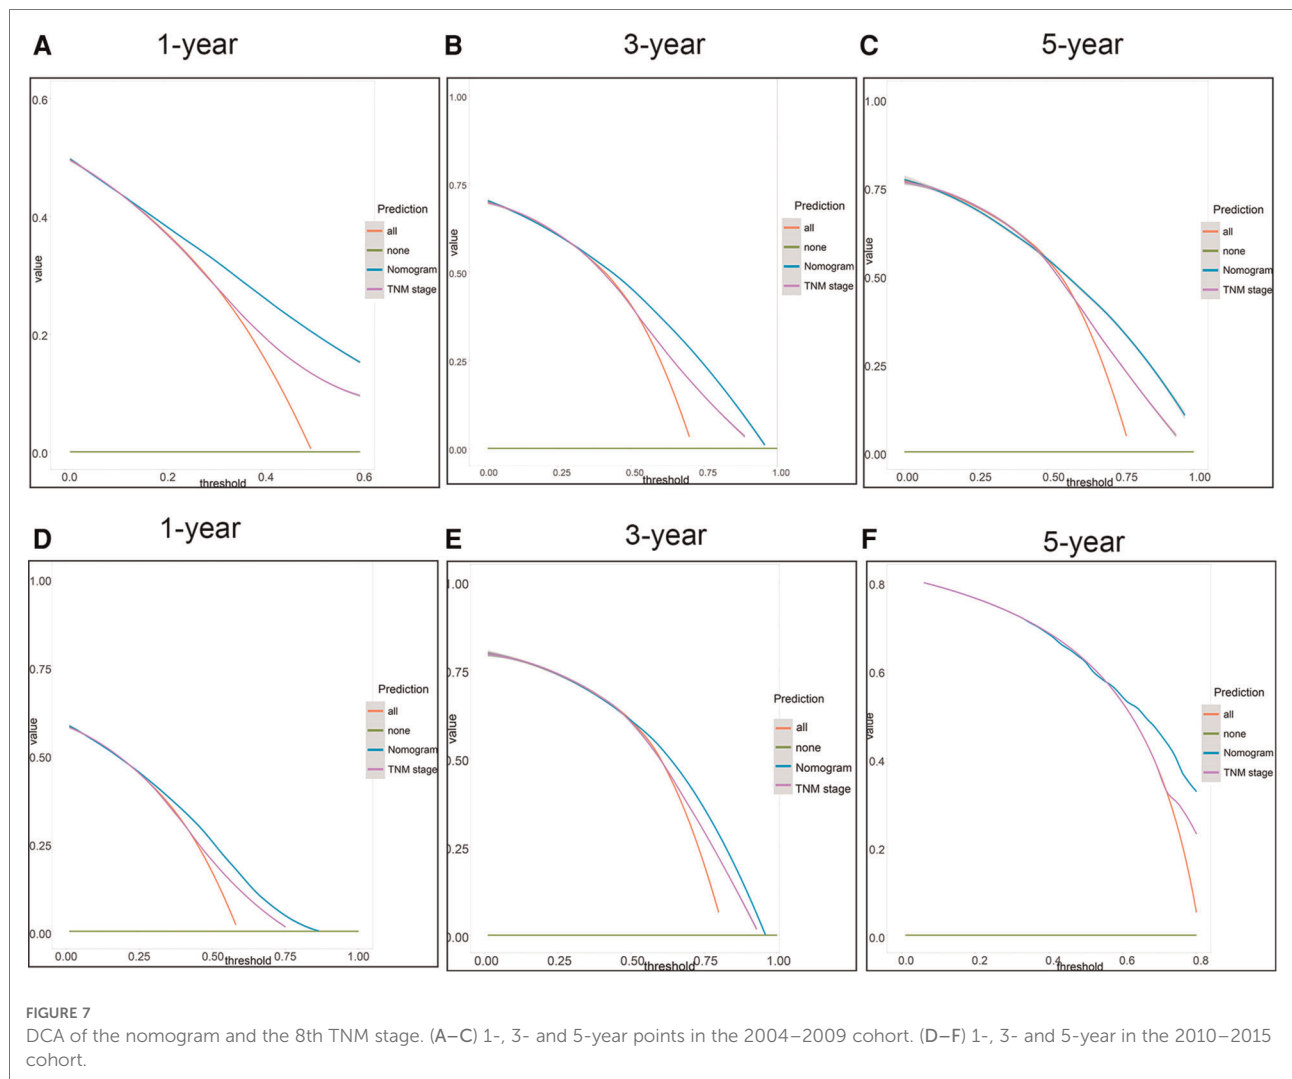 A 1-year
0.6
0.4
0.2
0.0
value
0.0 0.2 0.4 0.6
threshold
Prediction
all
none
Nomogram
TNM stage
B 3-year
1.00
0.75
0.50
0.25
0.00
value
0.00 0.25 0.50 0.75 1.00
threshold
Prediction
all
none
Nomogram
TNM stage
C 5-year
1.00
0.75
0.50
0.25
0.00
value
0.00 0.25 0.50 0.75 1.00
threshold
Prediction
all
none
Nomogram
TNM stage
D 1-year
1.00
0.75
0.50
0.25
0.00
value
0.00 0.25 0.50 0.75 1.00
threshold
Prediction
all
none
Nomogram
TNM stage
E 3-year
1.00
0.75
0.50
0.25
0.00
value
0.00 0.25 0.50 0.75 1.00
threshold
Prediction
all
none
Nomogram
TNM stage
F 5-year
0.8
0.6
0.4
0.2
0.0
value
0.0 0.2 0.4 0.6 0.8
threshold
Prediction
all
none
Nomogram
TNM stage
FIGURE 7
DCA of the nomogram and the 8th TNM stage. (A–C) 1-, 3- and 5-year points in the 2004–2009 cohort. (D–F) 1-, 3- and 5-year in the 2010–2015
cohort.